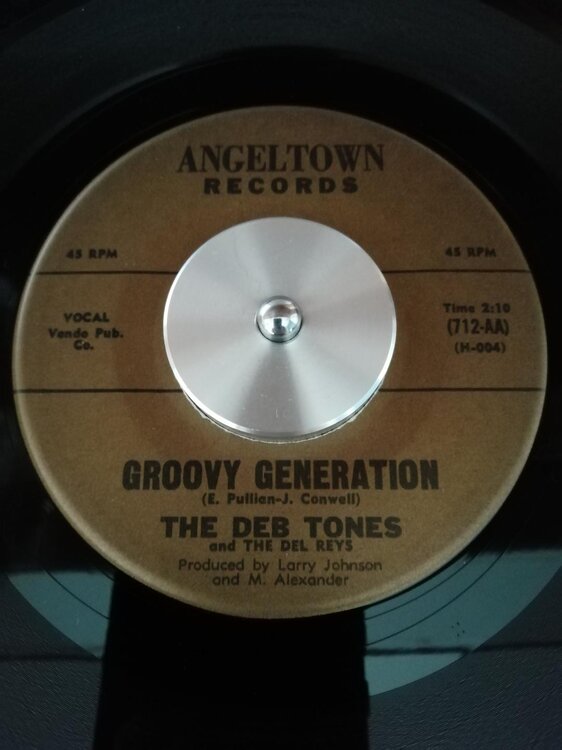 ANGELTOWN
RECORDS
45 RPM
45 RPM
VOCAL
Vando Pub.
Co.
Time 2:10
(712-AA)
(H-004)
GROOVY GENERATION
(E. Pullian-J. Conwell)
THE DEB TONES
and THE DEL REYS
Produced by Larry Johnson
and M. Alexander